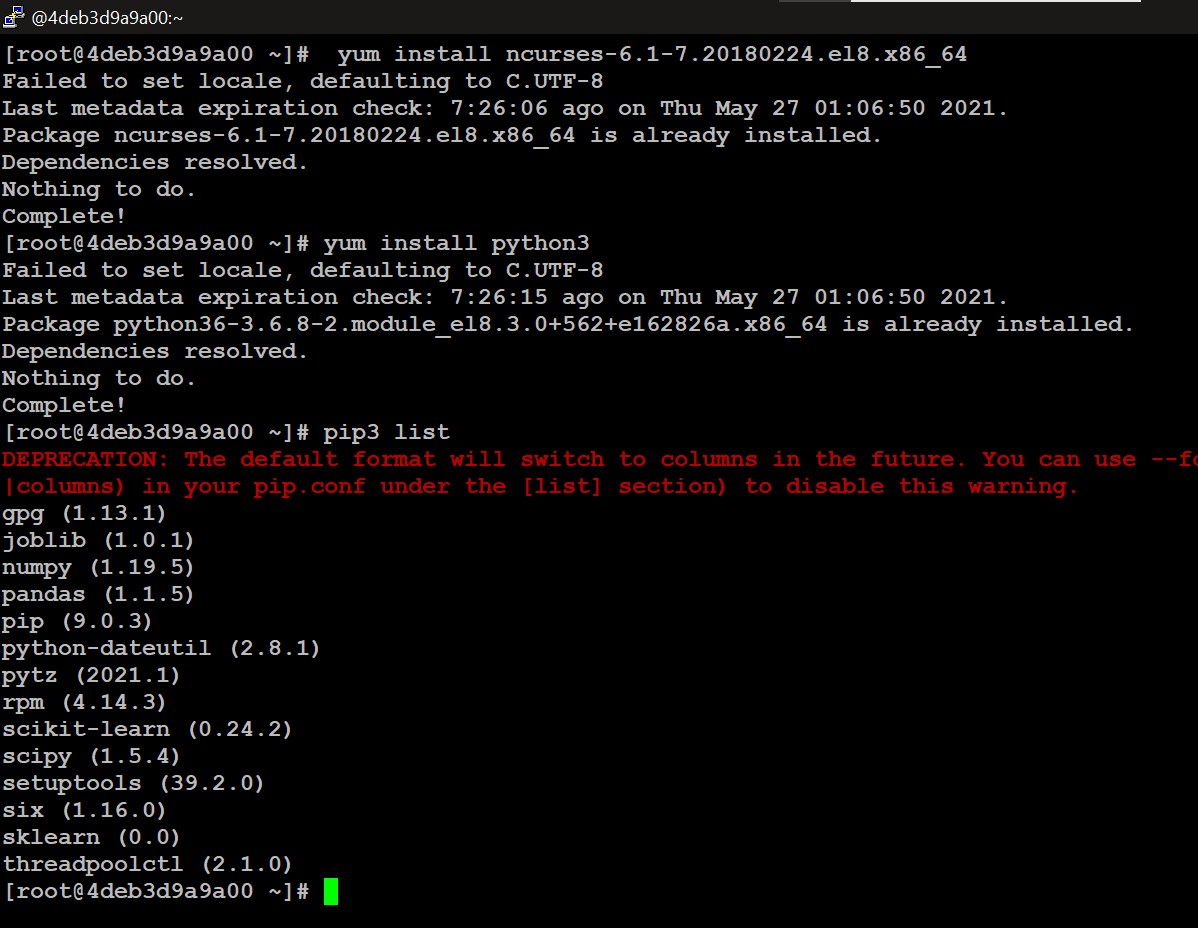 @4deb3d9a9a00:~
[root@4deb3d9a9a00 ~]#  yum install ncurses-6.1-7.20180224.el8.x86_64
Failed to set locale, defaulting to C.UTF-8
Last metadata expiration check: 7:26:06 ago on Thu May 27 01:06:50 2021.
Package ncurses-6.1-7.20180224.el8.x86_64 is already installed.
Dependencies resolved.
Nothing to do.
Complete!
[root@4deb3d9a9a00 ~]# yum install python3
Failed to set locale, defaulting to C.UTF-8
Last metadata expiration check: 7:26:15 ago on Thu May 27 01:06:50 2021.
Package python36-3.6.8-2.module_el8.3.0+562+e162826a.x86_64 is already installed.
Dependencies resolved.
Nothing to do.
Complete!
[root@4deb3d9a9a00 ~]# pip3 list
DEPRECATION: The default format will switch to columns in the future. You can use --fo
|columns) in your pip.conf under the [list] section) to disable this warning.
gpg (1.13.1)
joblib (1.0.1)
numpy (1.19.5)
pandas (1.1.5)
pip (9.0.3)
python-dateutil (2.8.1)
pytz (2021.1)
rpm (4.14.3)
scikit-learn (0.24.2)
scipy (1.5.4)
setuptools (39.2.0)
six (1.16.0)
sklearn (0.0)
threadpoolctl (2.1.0)
[root@4deb3d9a9a00 ~]#